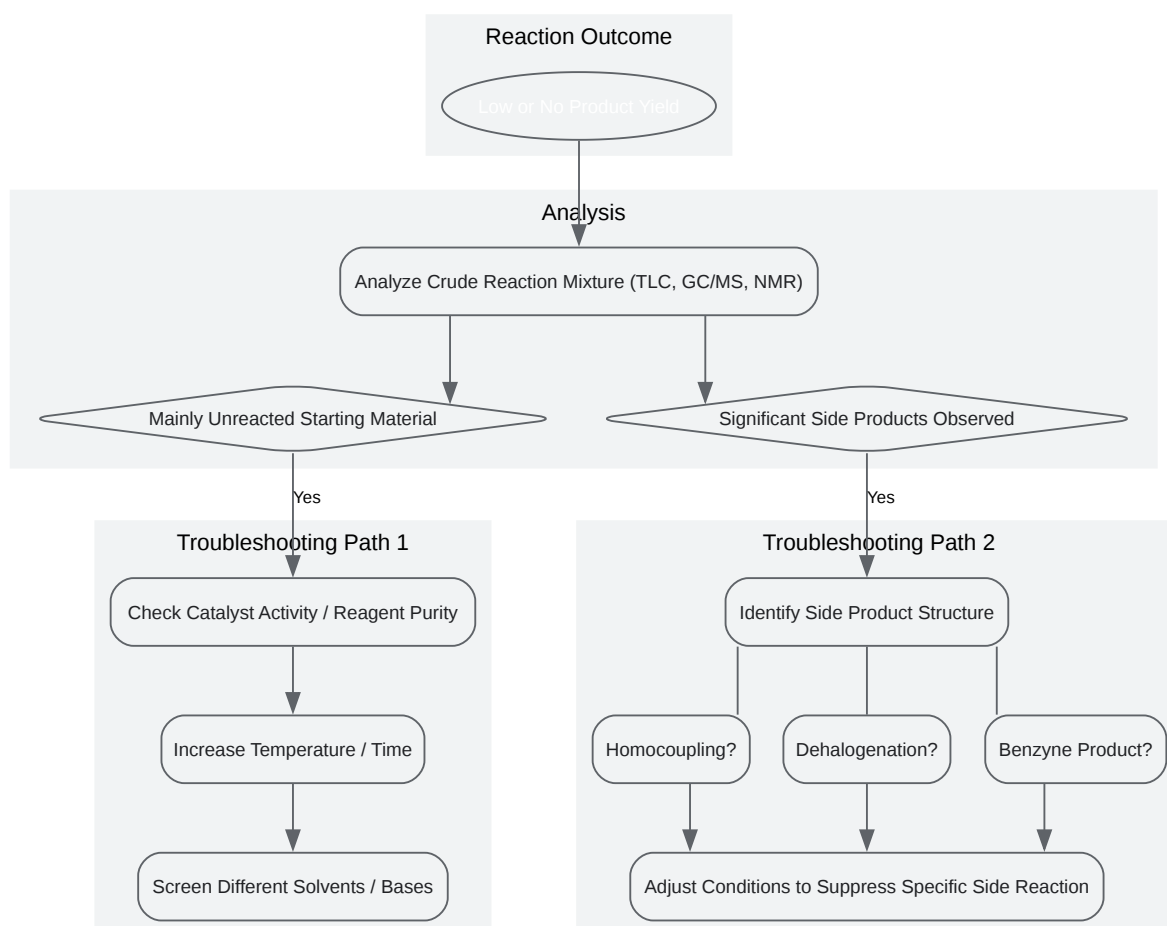 Reaction Outcome
Low or No Product Yield
Analysis
Analyze Crude Reaction Mixture (TLC, GC/MS, NMR)
Mainly Unreacted Starting Material
Significant Side Products Observed
Yes
Yes
Troubleshooting Path 1
Troubleshooting Path 2
Check Catalyst Activity / Reagent Purity
Identify Side Product Structure
Increase Temperature / Time
Homocoupling?
Dehalogenation?
Benzyne Product?
Screen Different Solvents / Bases
Adjust Conditions to Suppress Specific Side Reaction